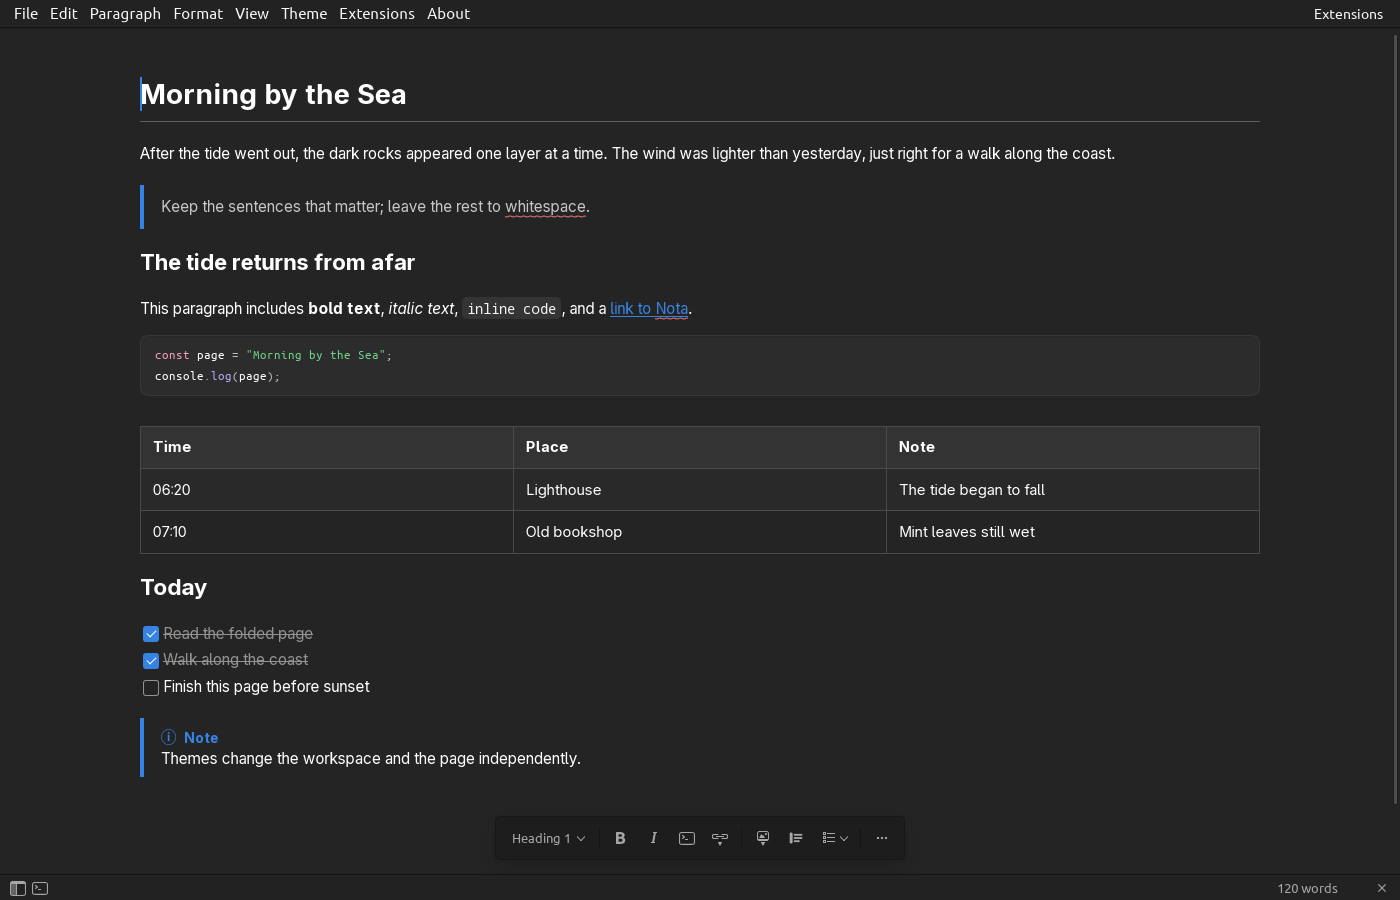 File Edit Paragraph Format View Theme Extensions About Extensions
Morning by the Sea
After the tide went out, the dark rocks appeared one layer at a time. The wind was lighter than yesterday, just right for a walk along the coast.
Keep the sentences that matter; leave the rest to whitespace.
The tide returns from afar
This paragraph includes bold text, italic text, inline code, and a link to Nota.
const page = "Morning by the Sea";
console.log(page);
Time Place Note
06:20 Lighthouse The tide began to fall
07:10 Old bookshop Mint leaves still wet
Today
Read the folded page
Walk along the coast
Finish this page before sunset
Note
Themes change the workspace and the page independently.
Heading 1 B I
120 words